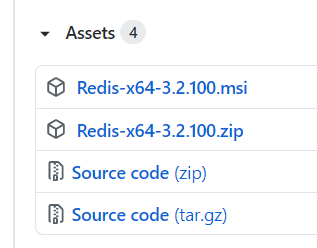 Assets 4
Redis-x64-3.2.100.msi
Redis-x64-3.2.100.zip
Source code (zip)
Source code (tar.gz)